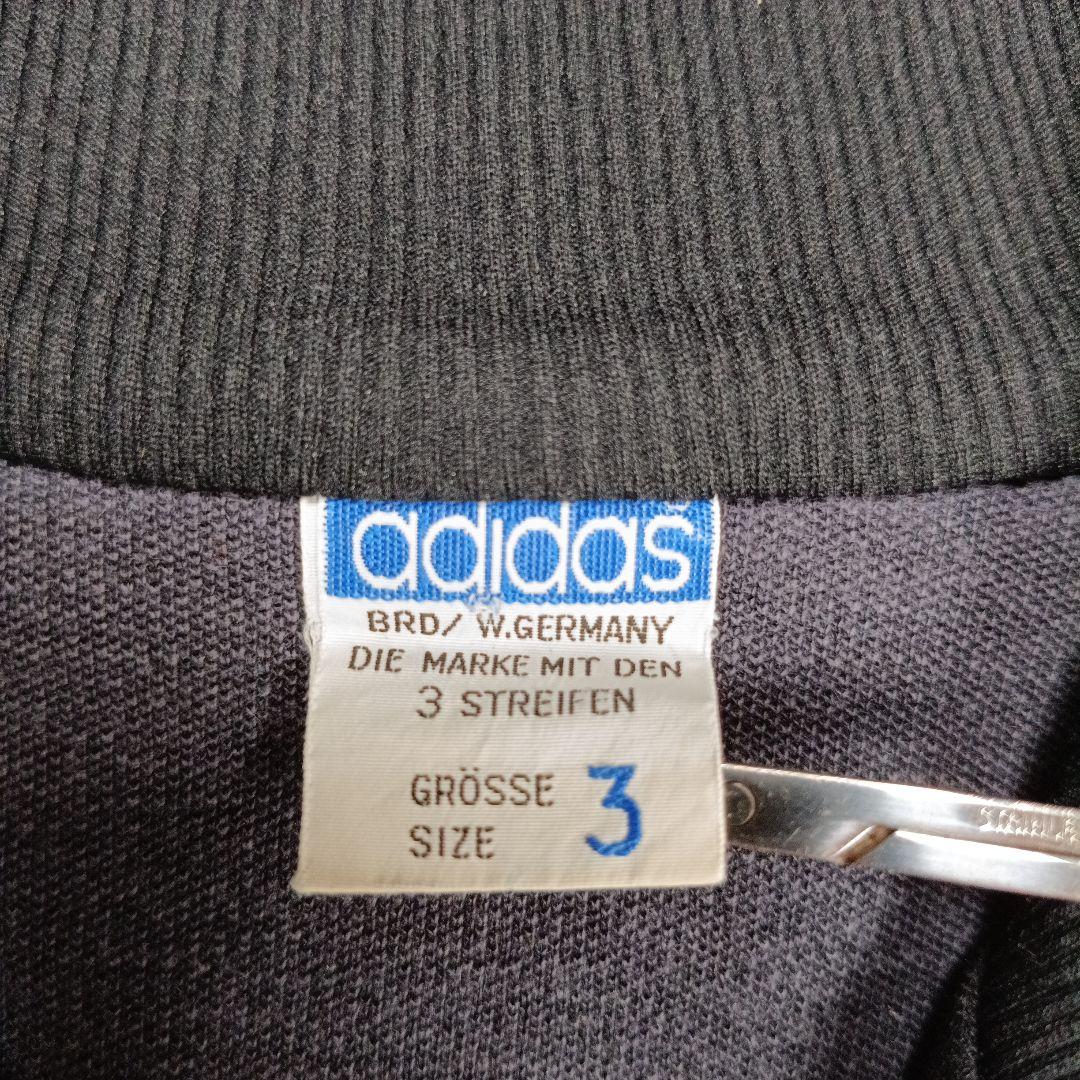 adidas
BRD/ W.GERMANY
DIE MARKE MIT DEN
3 STREIFEN
GRÖSSE
SIZE
3